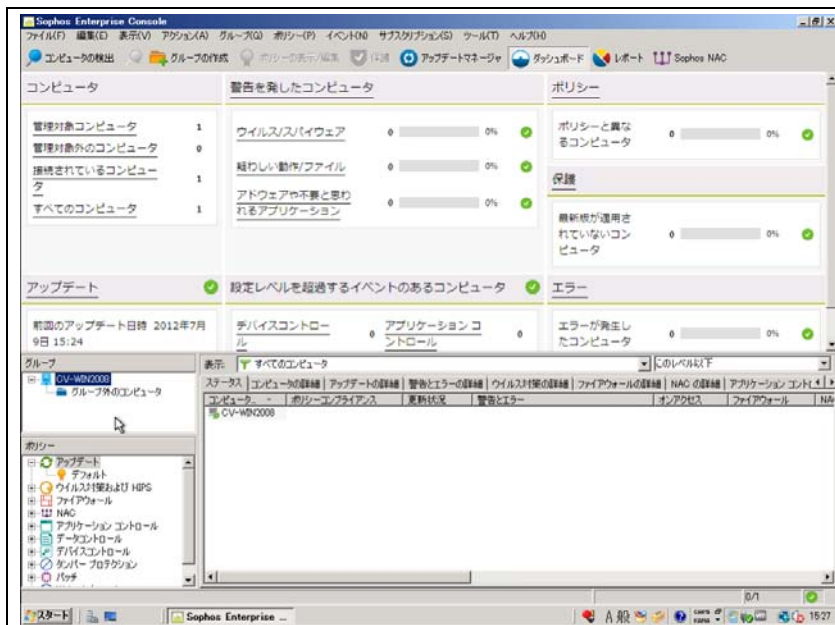 Sophos Enterprise Console
ファイル(F) 編集(E) 表示(V) アクション(A) グループ(G) ポリシー(P) イベント(N) サブスクリプション(S) ツール(T) ヘルプ(H)
コンピュータの検出 グループの作成 ポリシーの表示/編集 保護 アップデートマネージャ ダッシュボード レポート Sophos NAC
コンピュータ
管理対象コンピュータ 1
管理対象外のコンピュータ 0
接続されているコンピュー
タ 1
すべてのコンピュータ 1
警告を発したコンピュータ
ウイルス/スパイウェア 0 0%
疑わしい動作/ファイル 0 0%
アドウェアや不要と思わ
れるアプリケーション 0 0%
ポリシー
ポリシーと異な
るコンピュータ 0 0%
保護
最新版が適用さ
れていないコン
ピュータ 0 0%
アップデート
前回のアップデート日時 2012年7
月9日 15:24
設定レベルを超過するイベントのあるコンピュータ
デバイスコントロー
ル 0
アプリケーションコ
ントロール 0
エラー
エラーが発生し
たコンピュータ 0 0%
グループ
CV-WIN2008
グループ外のコンピュータ
ポリシー
アップデート
デフォルト
ウイルス対策および HIPS
ファイアウォール
NAC
アプリケーション コントロール
データコントロール
デバイスコントロール
タンパー プロテクション
パッチ
表示: すべてのコンピュータ このレベル以下
ステータス コンピュータの詳細 アップデートの詳細 警告とエラーの詳細 ウイルス対策の詳細 ファイアウォールの詳細 NAC の詳細 アプリケーション コント
コンピュータ.. ポリシーコンプライアンス 更新状況 警告とエラー オンアクセス ファイアウォール NA
CV-WIN2008
0/1
スタート Sophos Enterprise ... A 般 CAPS KANA 15:27